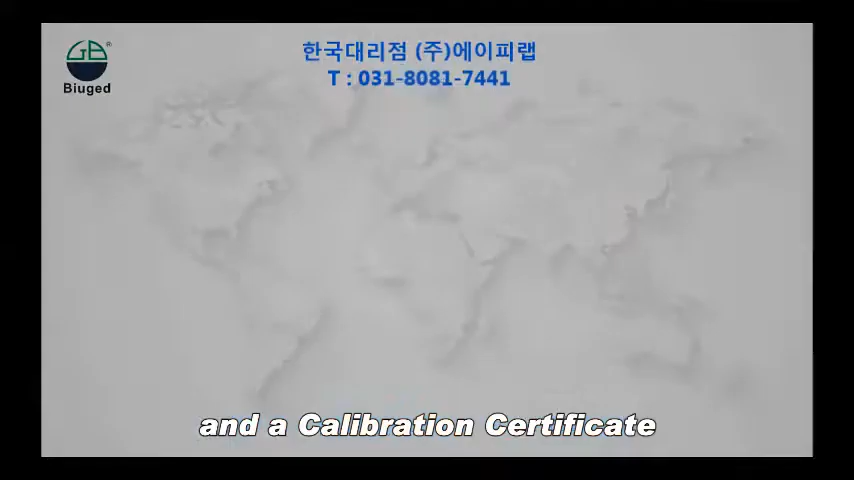 GB®
Biuged
한국대리점 (주)에이피랩
T : 031-8081-7441
and a Calibration Certificate